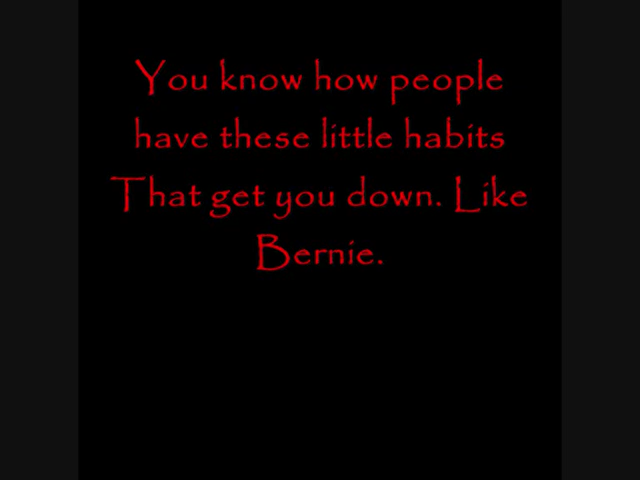 You know how people
have these little habits
That get you down. Like
Bernie.